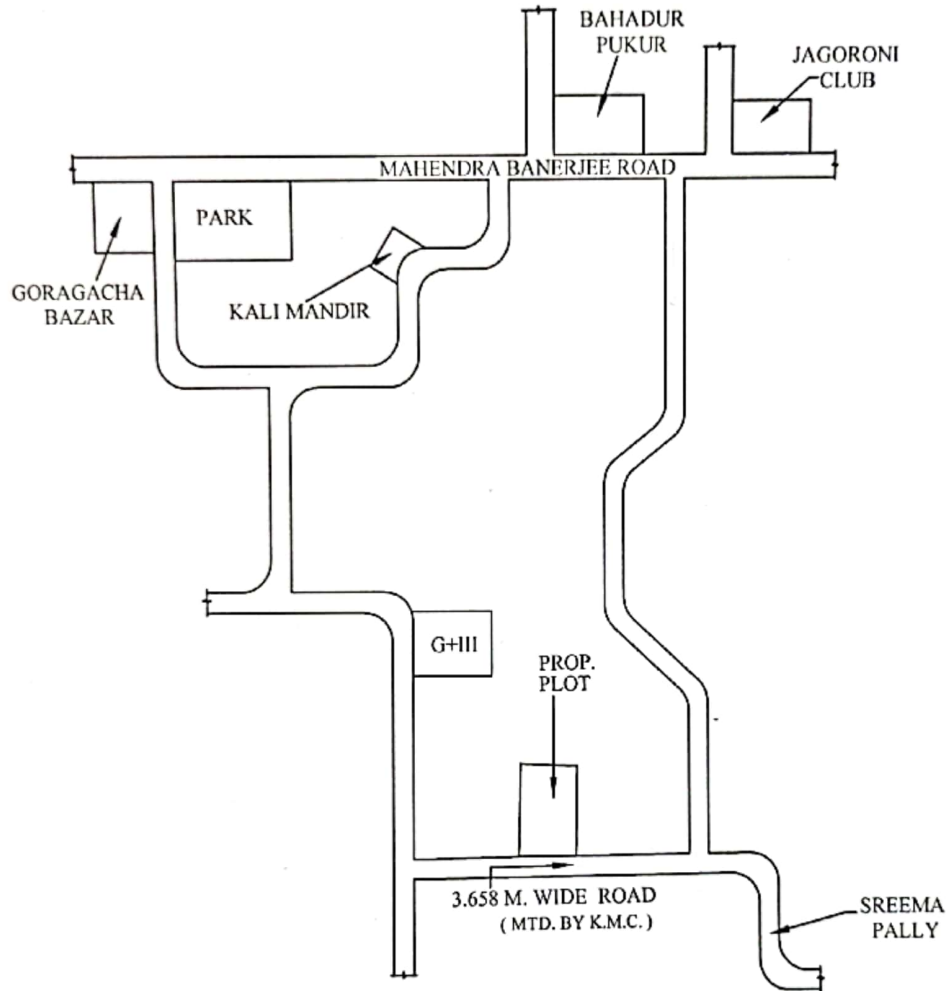 BAHADUR
PUKUR
JAGORONI
CLUB
MAHENDRA BANERJEE ROAD
PARK
GORAGACHA
BAZAR
KALI MANDIR
G+III
PROP.
PLOT
3.658 M. WIDE ROAD
( MTD. BY K.M.C. )
SREEMA
PALLY